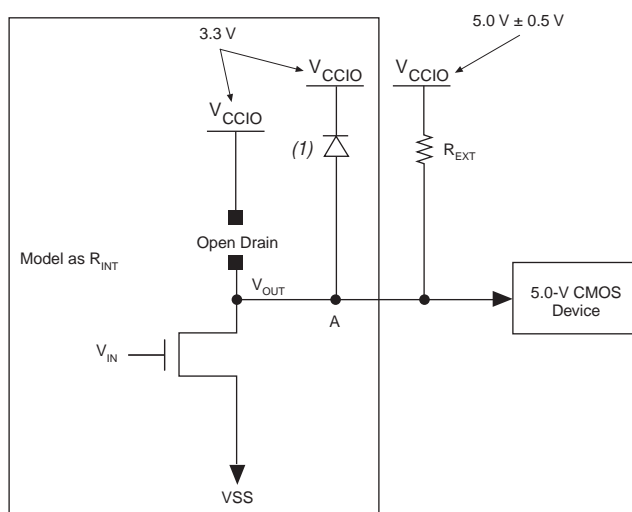 3.3 V
5.0 V ± 0.5 V
VCCIO
VCCIO
VCCIO
(1)
REXT
Open Drain
Model as RINT
VOUT
A
5.0-V CMOS
Device
VIN
VSS